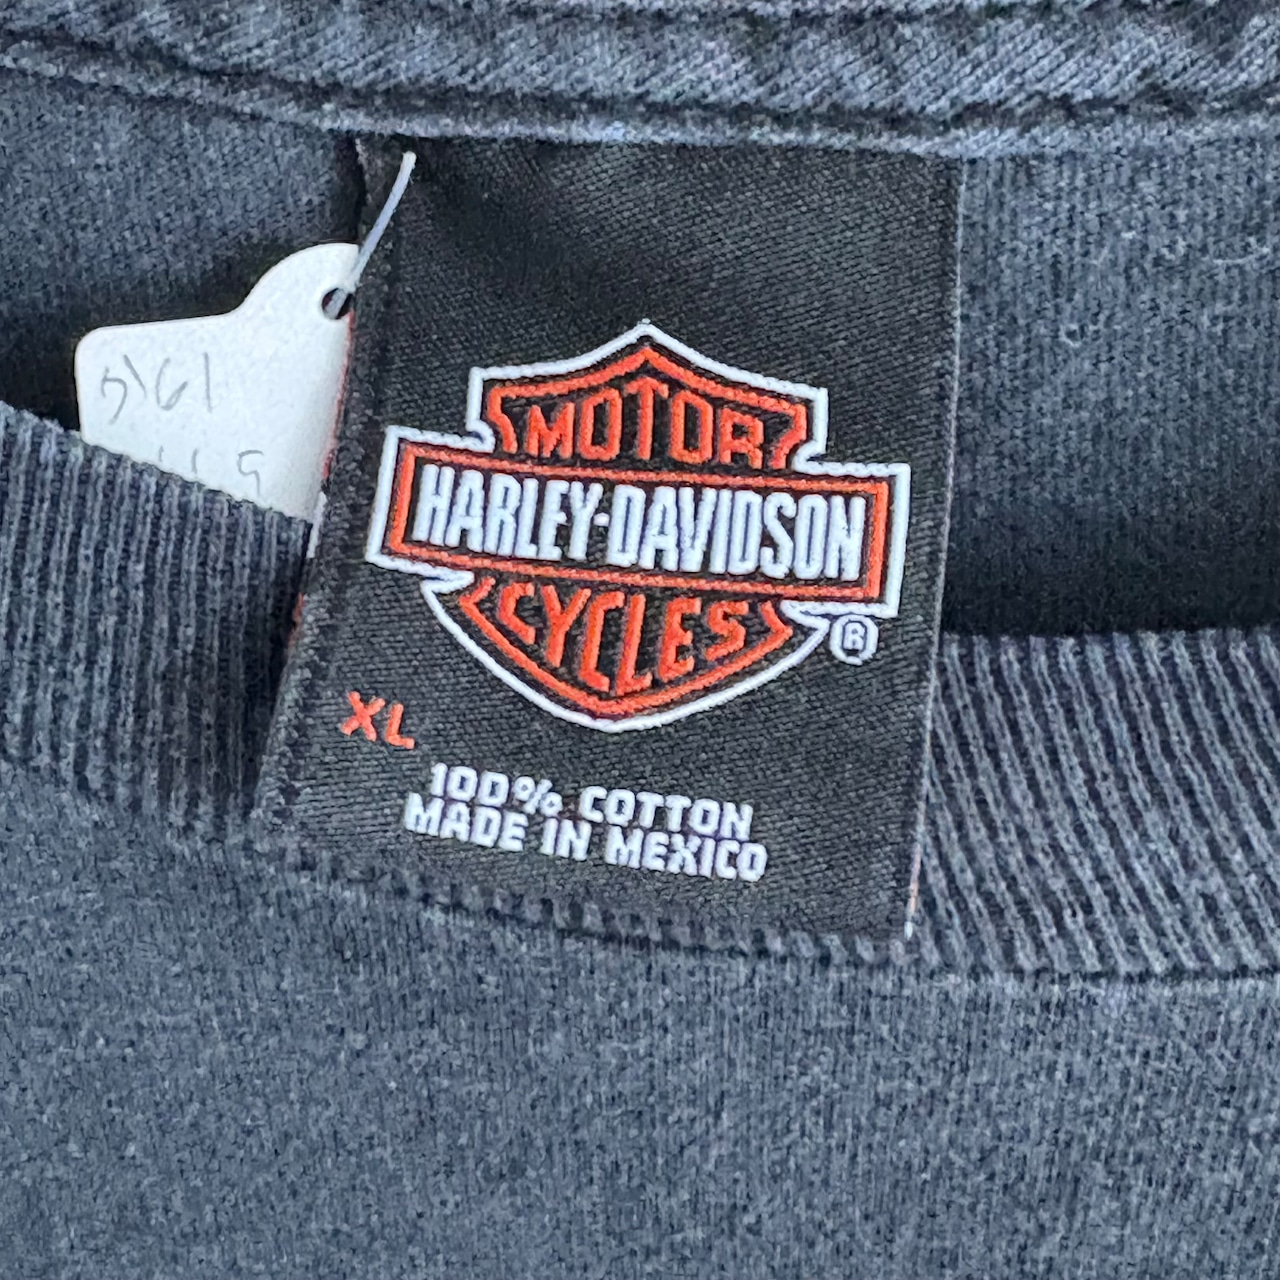 MOTOR
HARLEY-DAVIDSON
CYCLES
®
XL
100% COTTON
MADE IN MEXICO